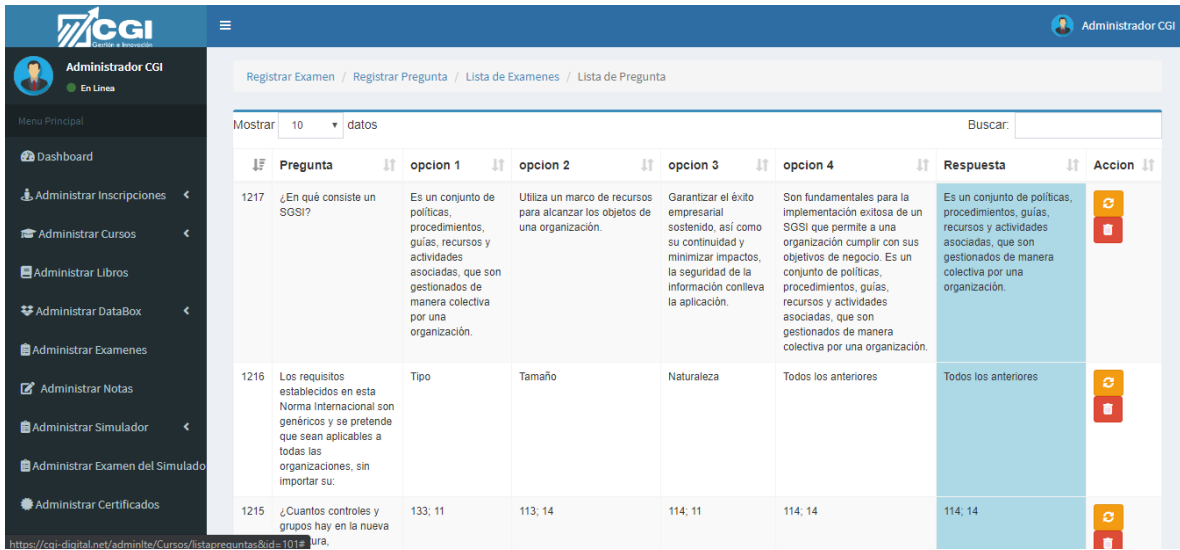 CGI
Gestión e Innovación
Administrador CGI
Administrador CGI
En Linea
Registrar Examen / Registrar Pregunta / Lista de Examenes / Lista de Pregunta
Menu Principal
Dashboard
Administrar Inscripciones
Administrar Cursos
Administrar Libros
Administrar DataBox
Administrar Examenes
Administrar Notas
Administrar Simulador
Administrar Examen del Simulado
Administrar Certificados
https://cgi-digital.net/adminlte/Cursos/listapreguntas&id=101#
Mostrar 10 datos
Buscar:
Pregunta opcion 1 opcion 2 opcion 3 opcion 4 Respuesta Accion
1217
¿En qué consiste un
SGSI?
Es un conjunto de
políticas,
procedimientos,
guías, recursos y
actividades
asociadas, que son
gestionados de
manera colectiva
por una
organización.
Utiliza un marco de recursos
para alcanzar los objetos de
una organización.
Garantizar el éxito
empresarial
sostenido, así como
su continuidad y
minimizar impactos,
la seguridad de la
información conlleva
la aplicación.
Son fundamentales para la
implementación exitosa de un
SGSI que permite a una
organización cumplir con sus
objetivos de negocio. Es un
conjunto de políticas,
procedimientos, guías,
recursos y actividades
asociadas, que son
gestionados de manera
colectiva por una organización.
Es un conjunto de políticas,
procedimientos, guías,
recursos y actividades
asociadas, que son
gestionados de manera
colectiva por una
organización.
1216
Los requisitos
establecidos en esta
Norma Internacional son
genéricos y se pretende
que sean aplicables a
todas las
organizaciones, sin
importar su:
Tipo
Tamaño
Naturaleza
Todos los anteriores
Todos los anteriores
1215
¿Cuantos controles y
grupos hay en la nueva
tura,
133; 11
113; 14
114; 11
114; 14
114; 14